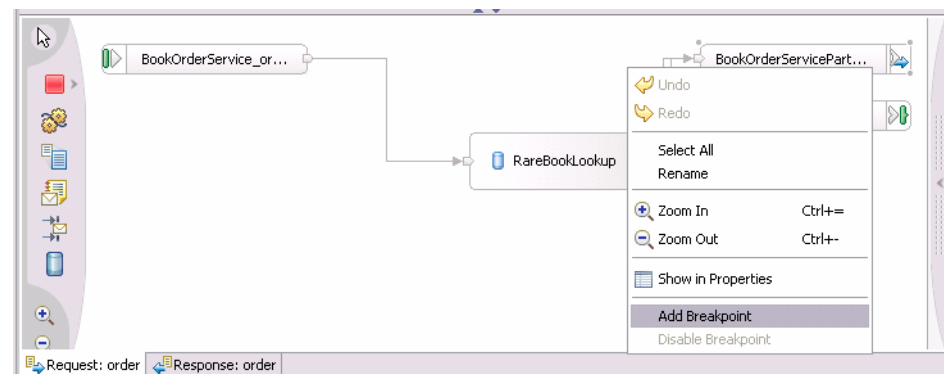 BookOrderService_or...
BookOrderServicePart...
RareBookLookup
Undo
Redo
Select All
Rename
Zoom In Ctrl+=
Zoom Out Ctrl+-
Show in Properties
Add Breakpoint
Disable Breakpoint
Request: order Response: order